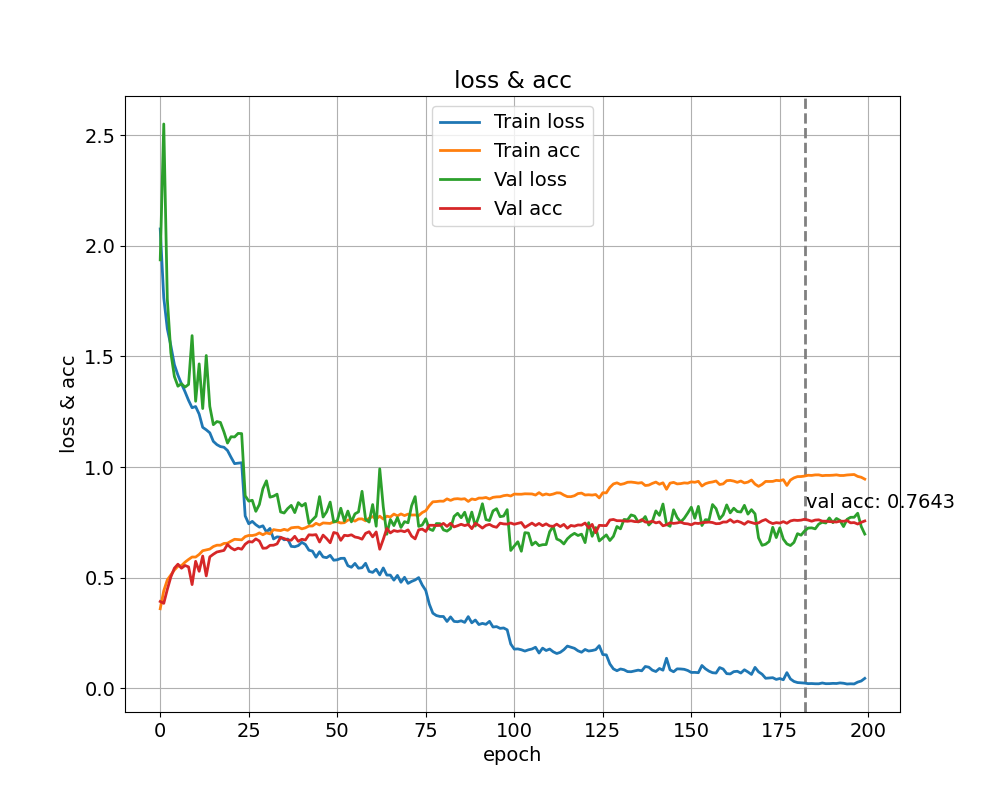 loss & acc
Train loss
Train acc
Val loss
Val acc
2.5
2.0
1.5
1.0
0.5
0.0
loss & acc
val acc: 0.7643
0 25 50 75 100 125 150 175 200
epoch